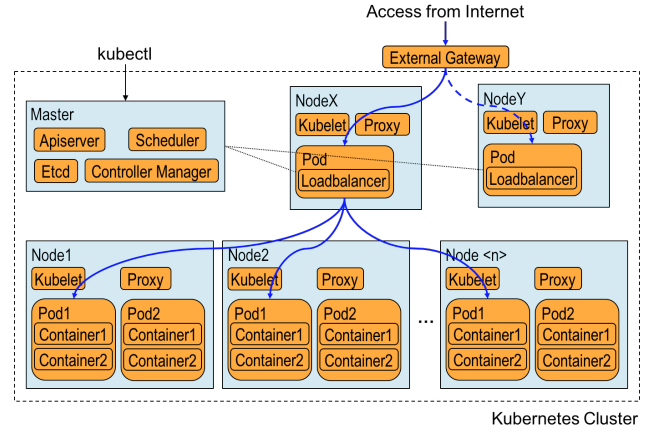 Access from Internet
External Gateway
kubectl
Master
Apiserver
Scheduler
Etcd
Controller Manager
NodeX
Kubelet
Proxy
Pod
Loadbalancer
NodeY
Kubelet
Proxy
Pod
Loadbalancer
Node1
Kubelet
Proxy
Pod1
Container1
Container2
Pod2
Container1
Container2
Node2
Kubelet
Proxy
Pod1
Container1
Container2
Pod2
Container1
Container2
...
Node <n>
Kubelet
Proxy
Pod1
Container1
Container2
Pod2
Container1
Container2
Kubernetes Cluster